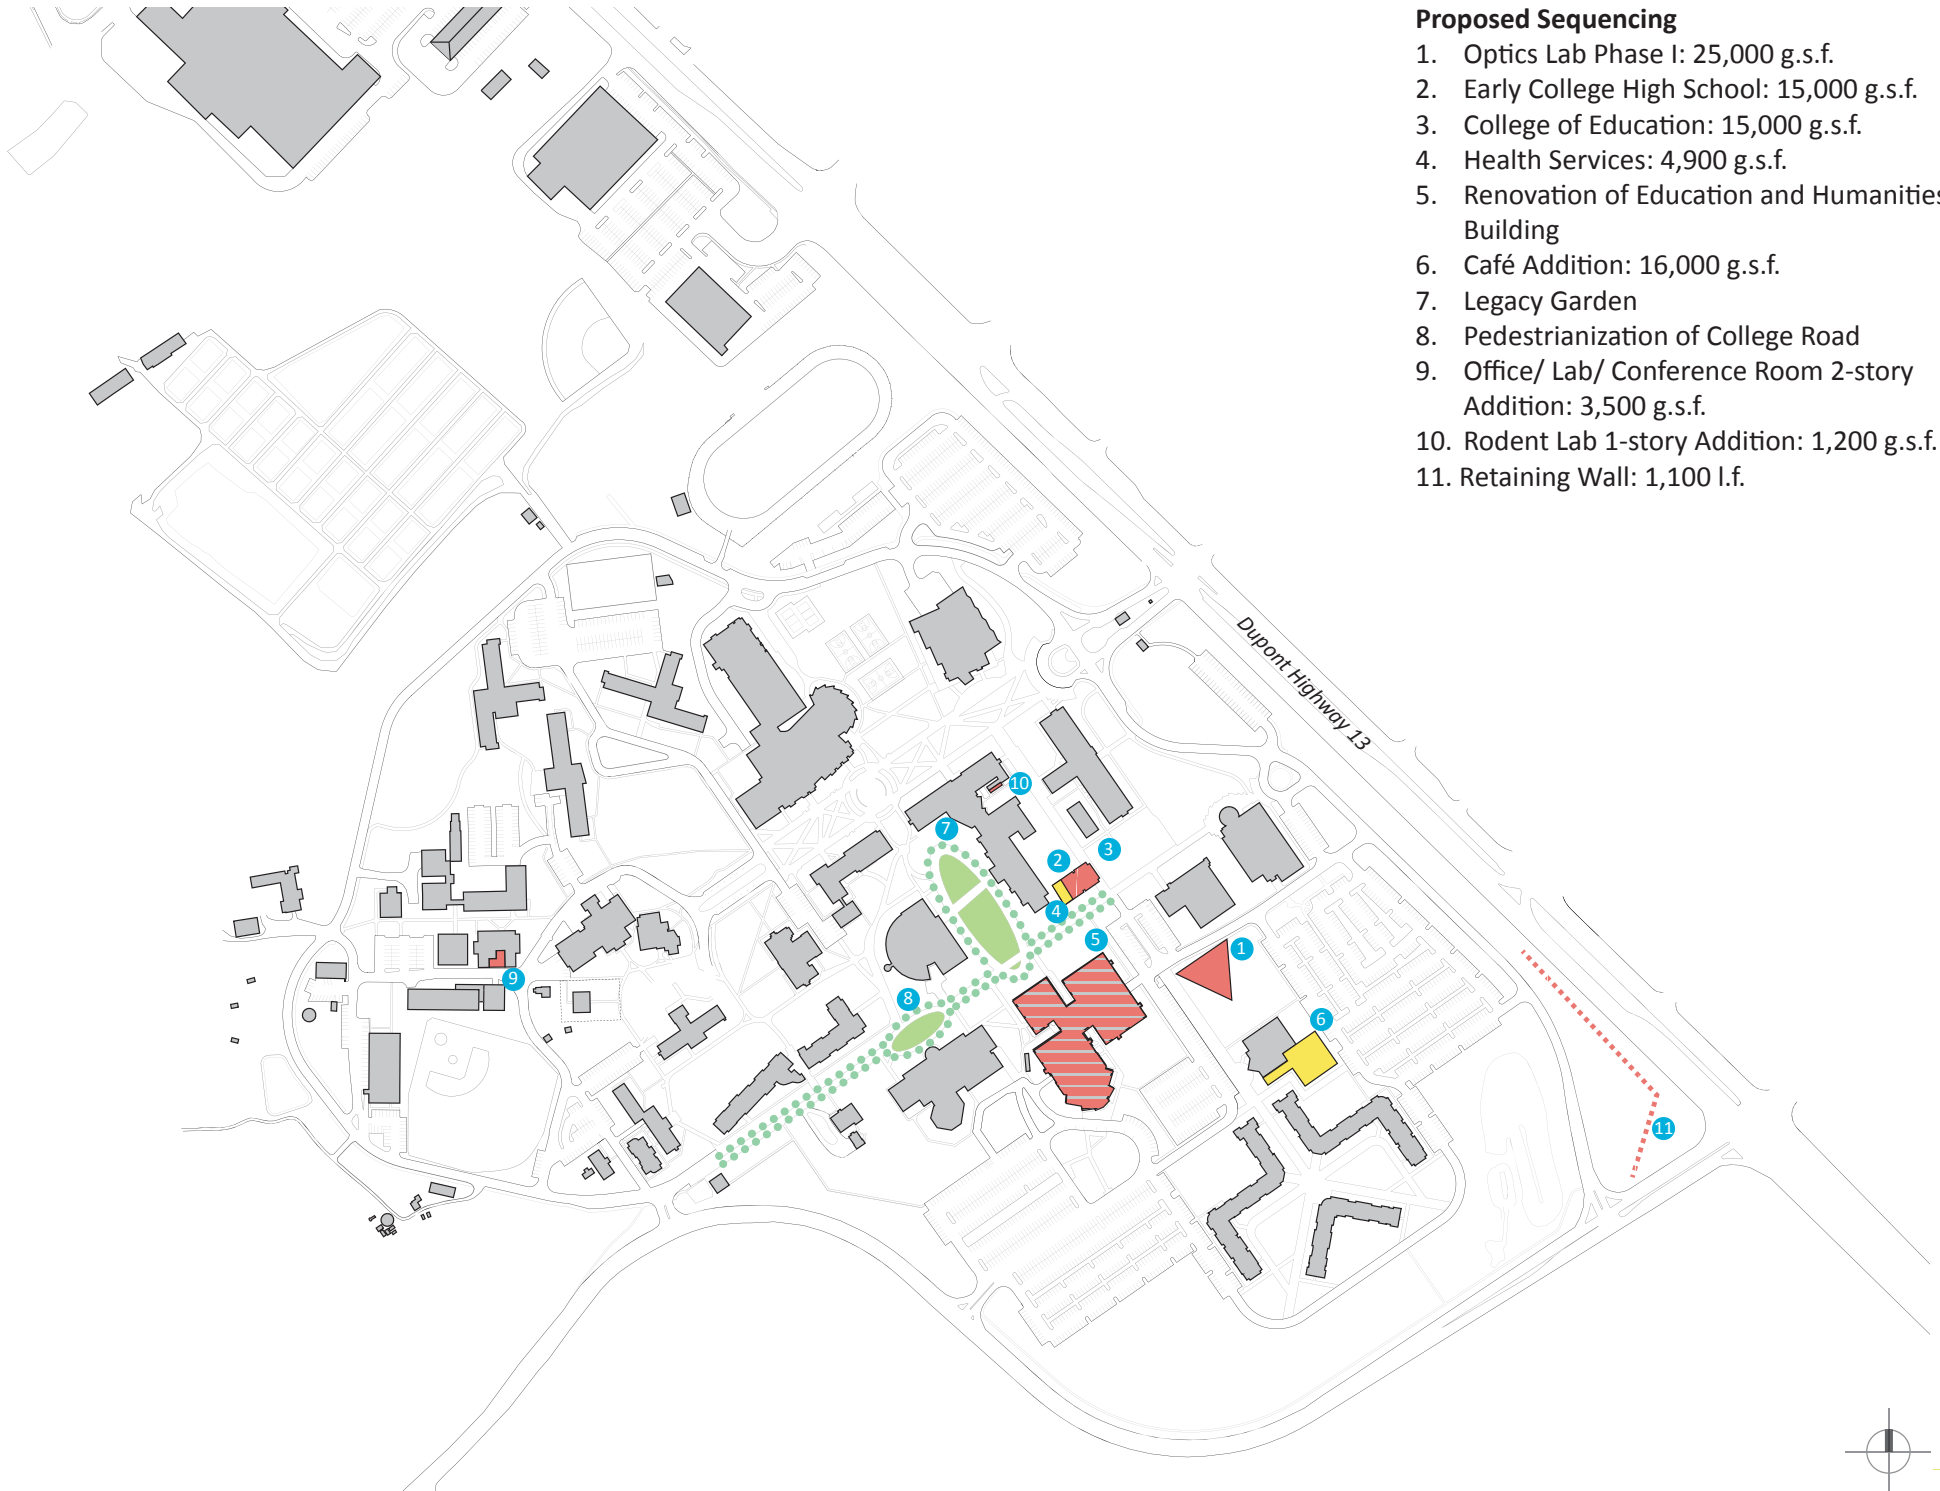 Proposed Sequencing
1. Optics Lab Phase I: 25,000 g.s.f.
2. Early College High School: 15,000 g.s.f.
3. College of Education: 15,000 g.s.f.
4. Health Services: 4,900 g.s.f.
5. Renovation of Education and Humanities
Building
6. Café Addition: 16,000 g.s.f.
7. Legacy Garden
8. Pedestrianization of College Road
9. Office/ Lab/ Conference Room 2-story
Addition: 3,500 g.s.f.
10. Rodent Lab 1-story Addition: 1,200 g.s.f.
11. Retaining Wall: 1,100 l.f.
Dupont Highway 13
10
7
3
2
4
5
1
9
8
6
11